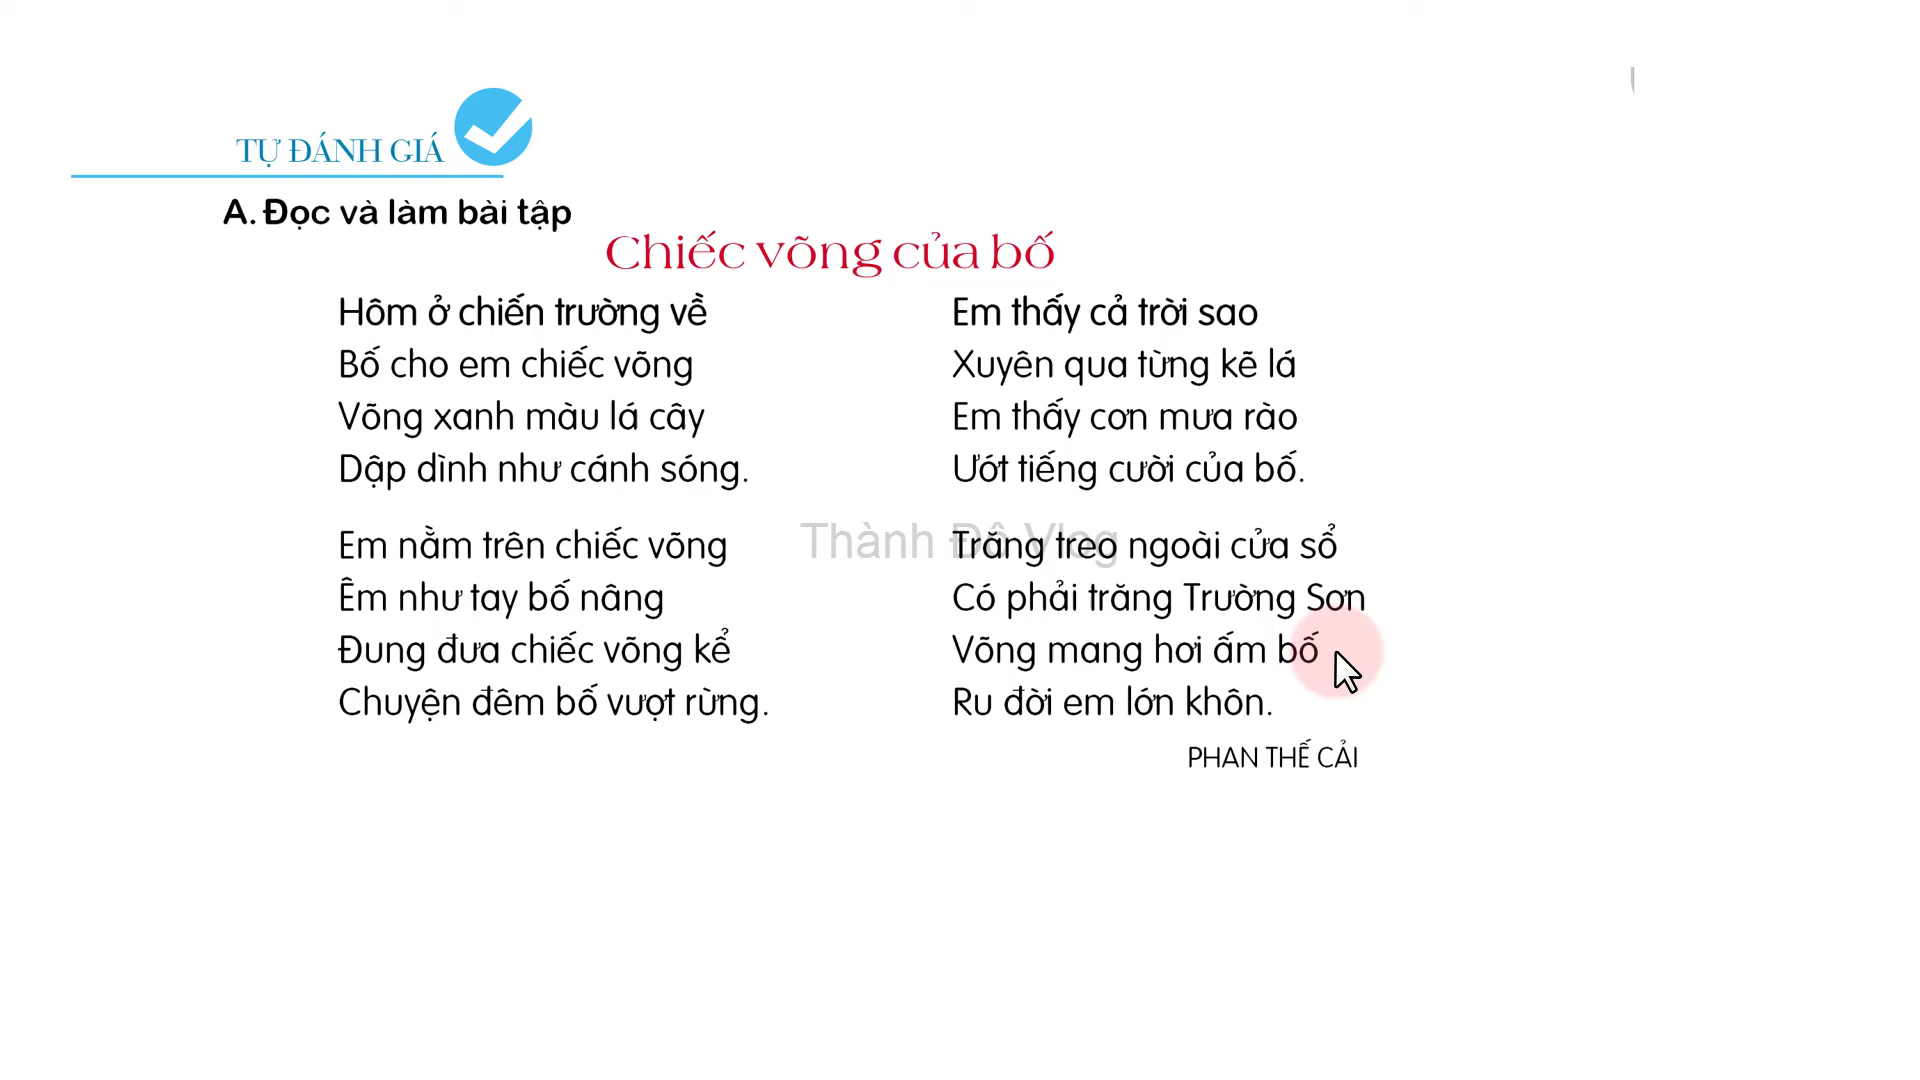 TỰ ĐÁNH GIÁ
A. Đọc và làm bài tập
Chiếc võng của bố
Hôm ở chiến trường về
Bố cho em chiếc võng
Võng xanh màu lá cây
Dập dình như cánh sóng.
Em nằm trên chiếc võng
Êm như tay bố nâng
Đung đưa chiếc võng kể
Chuyện đêm bố vượt rừng.
Em thấy cả trời sao
Xuyên qua từng kẽ lá
Em thấy cơn mưa rào
Ướt tiếng cười của bố.
Trăng treo ngoài cửa sổ
Có phải trăng Trường Sơn
Võng mang hơi ấm bố
Ru đời em lớn khôn.
PHAN THẾ CẢI
Thành Đô Vlog